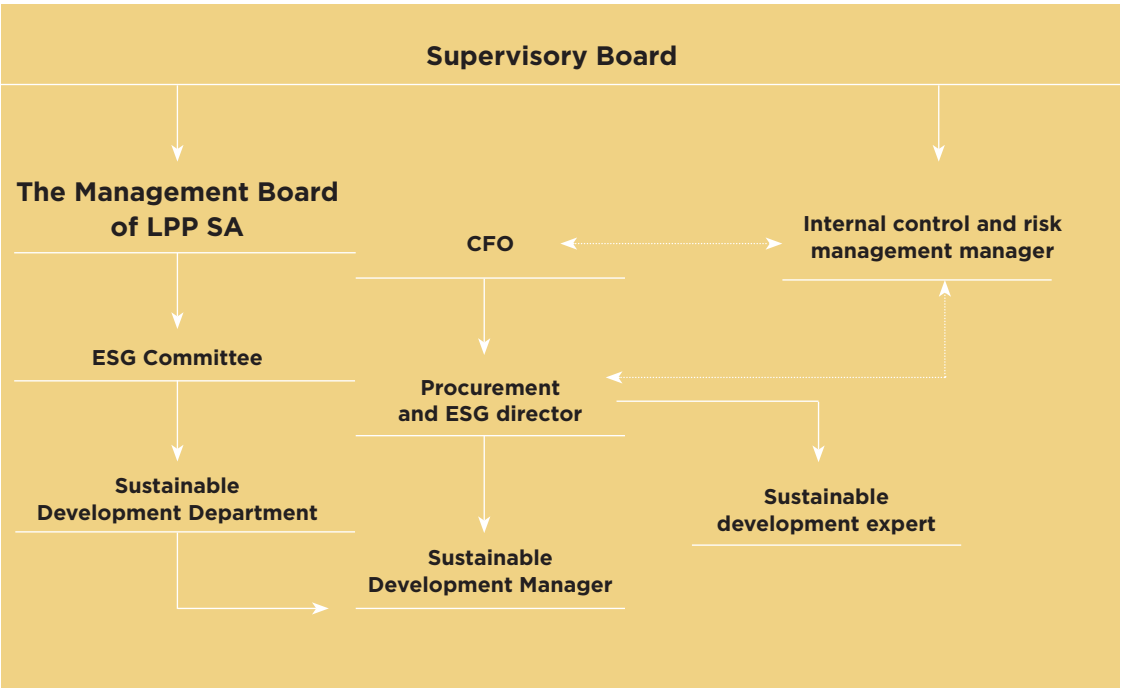 Supervisory Board
The Management Board
of LPP SA
CFO
Internal control and risk
management manager
ESG Committee
Procurement
and ESG director
Sustainable
Development Department
Sustainable
development expert
Sustainable
Development Manager